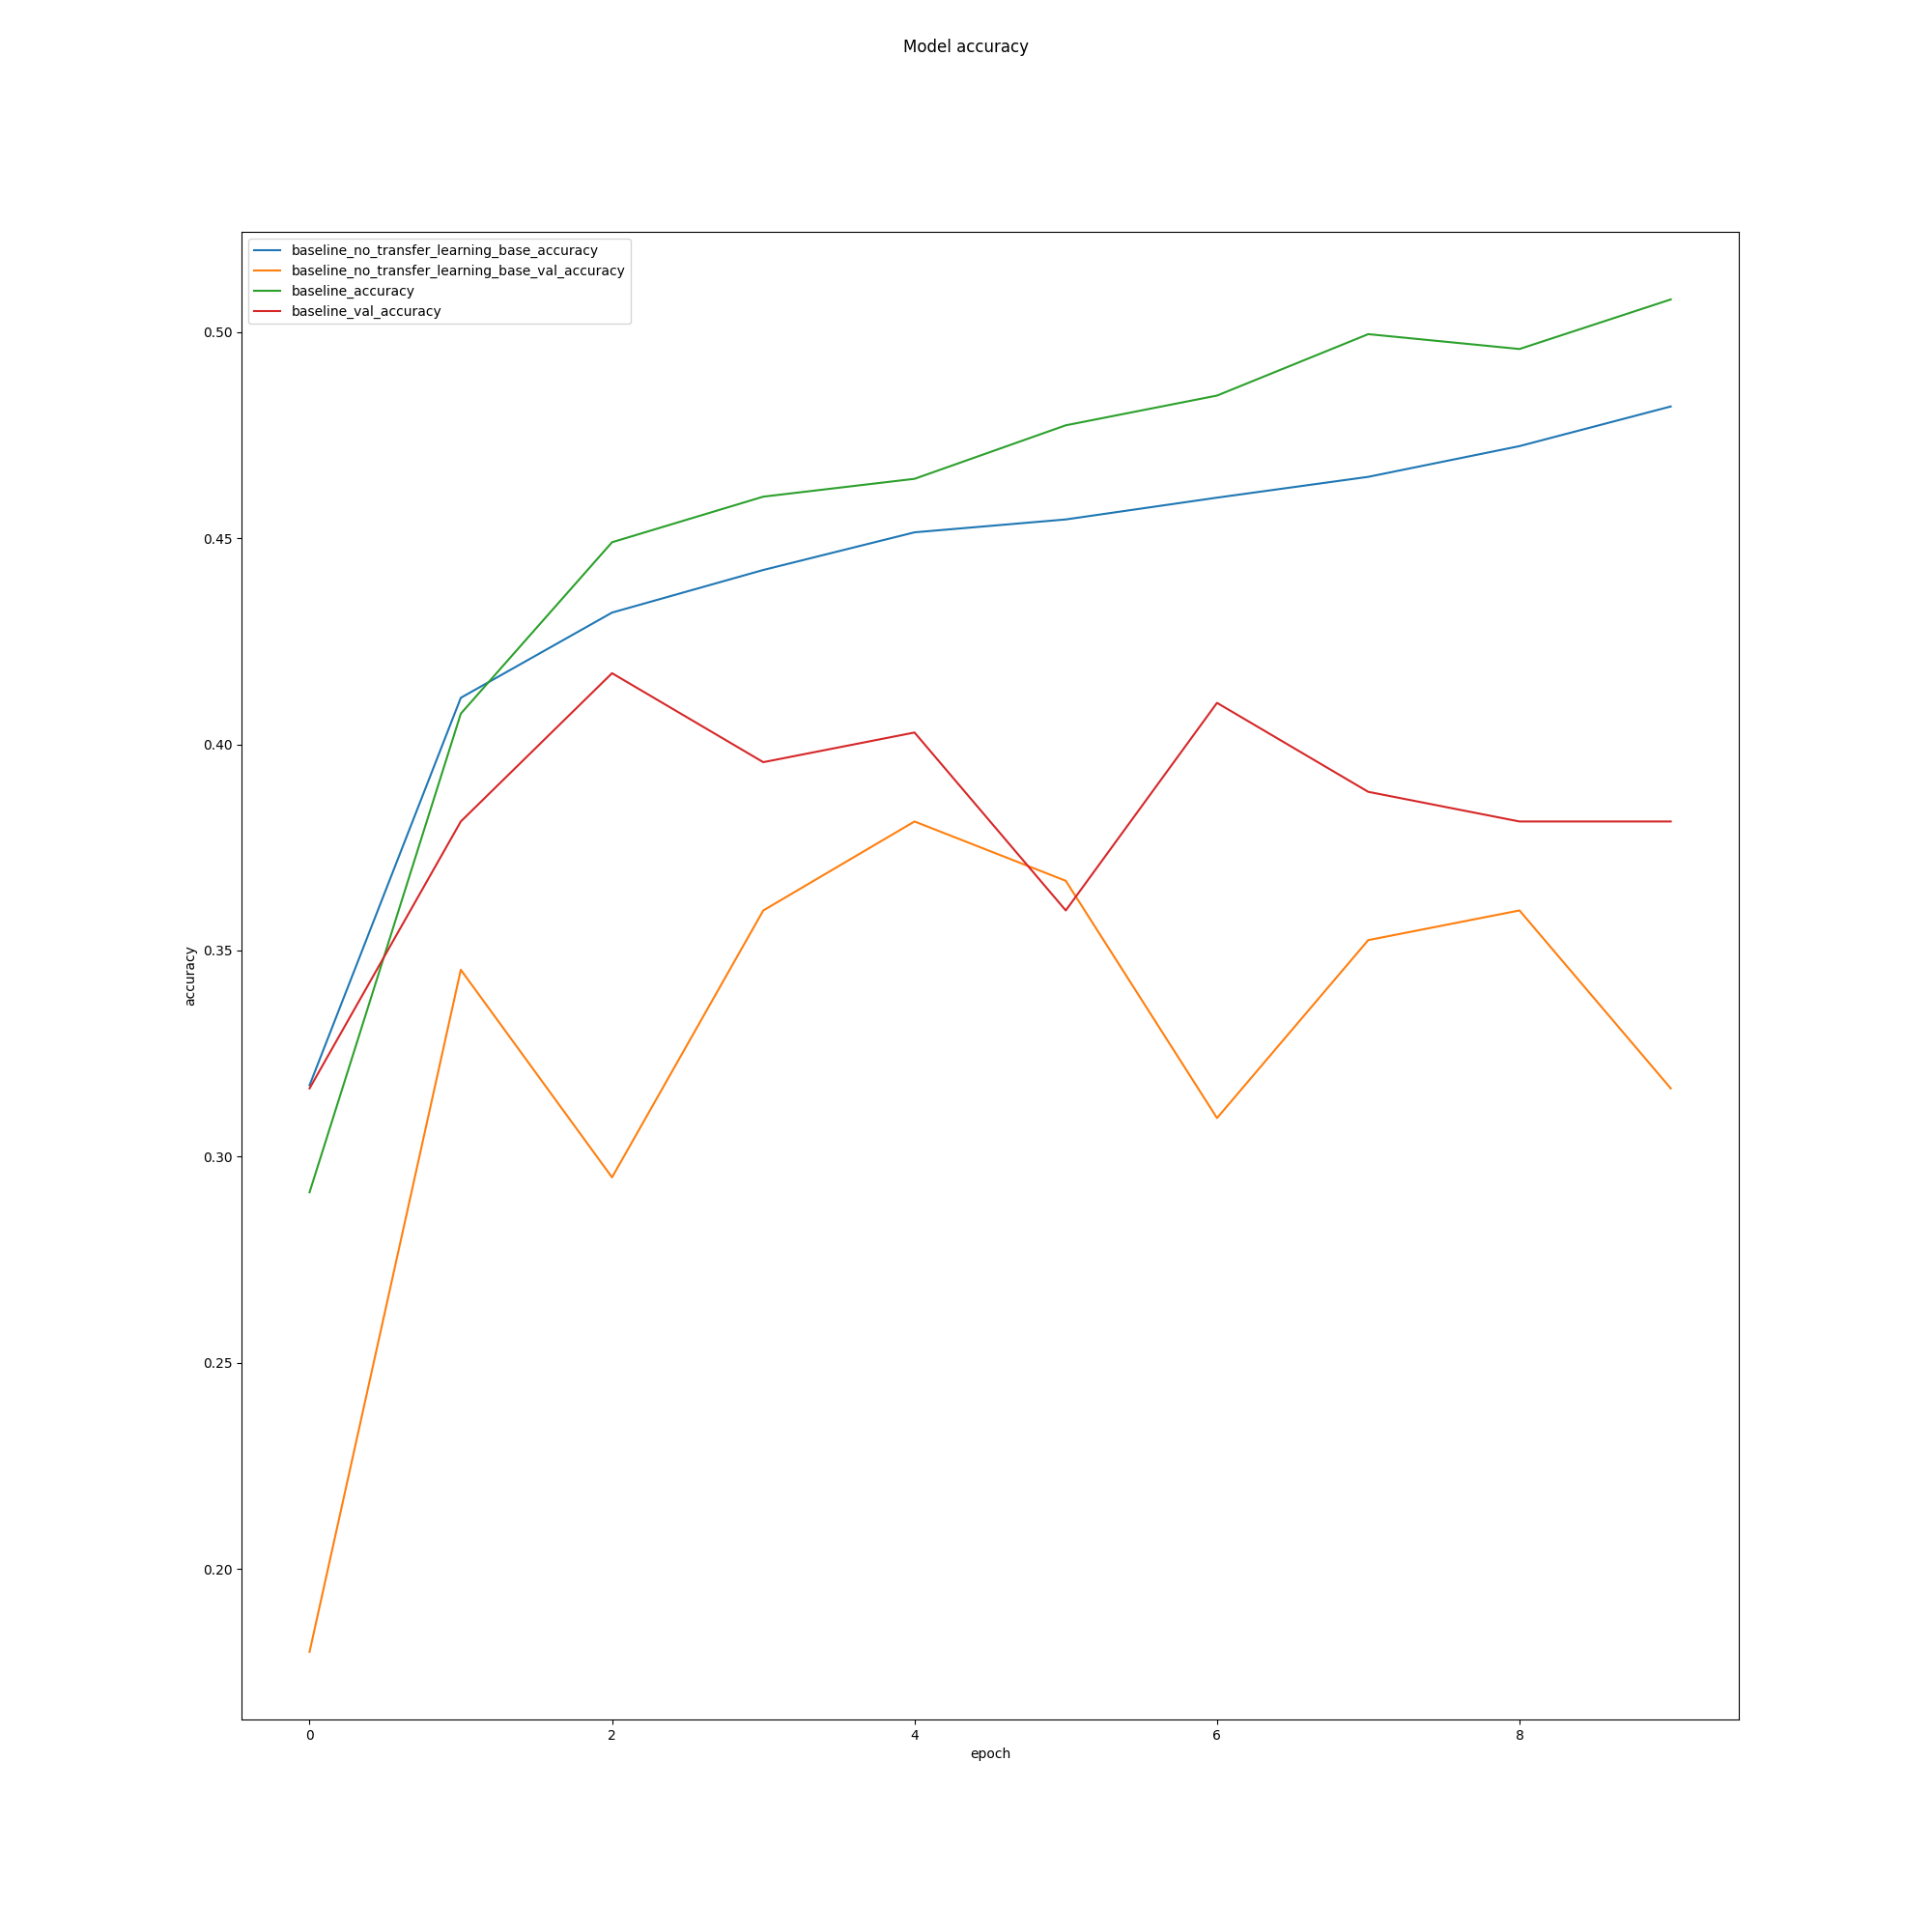 Model accuracy
baseline_no_transfer_learning_base_accuracy
baseline_no_transfer_learning_base_val_accuracy
baseline_accuracy
baseline_val_accuracy
0.50
0.45
0.40
0.35
0.30
0.25
0.20
accuracy
0 2 4 6 8
epoch